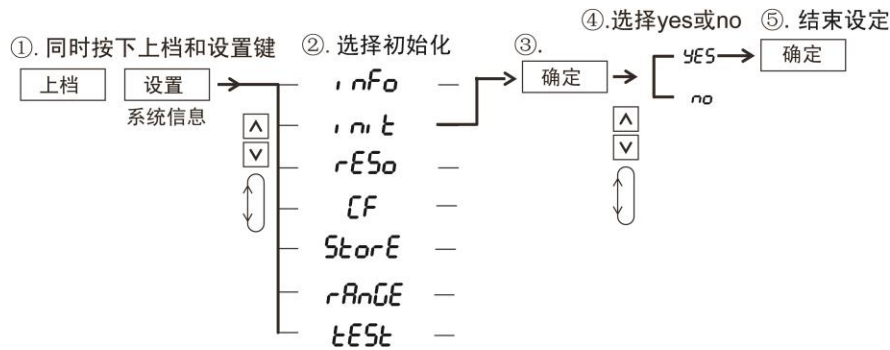 ④.选择yes或no ⑤. 结束设定
①. 同时按下上档和设置键 ②. 选择初始化 ③.
上档 设置 确定 YES 确定
系统信息
no
inFo
init
rESo
CF
StorE
rAnGE
tESt